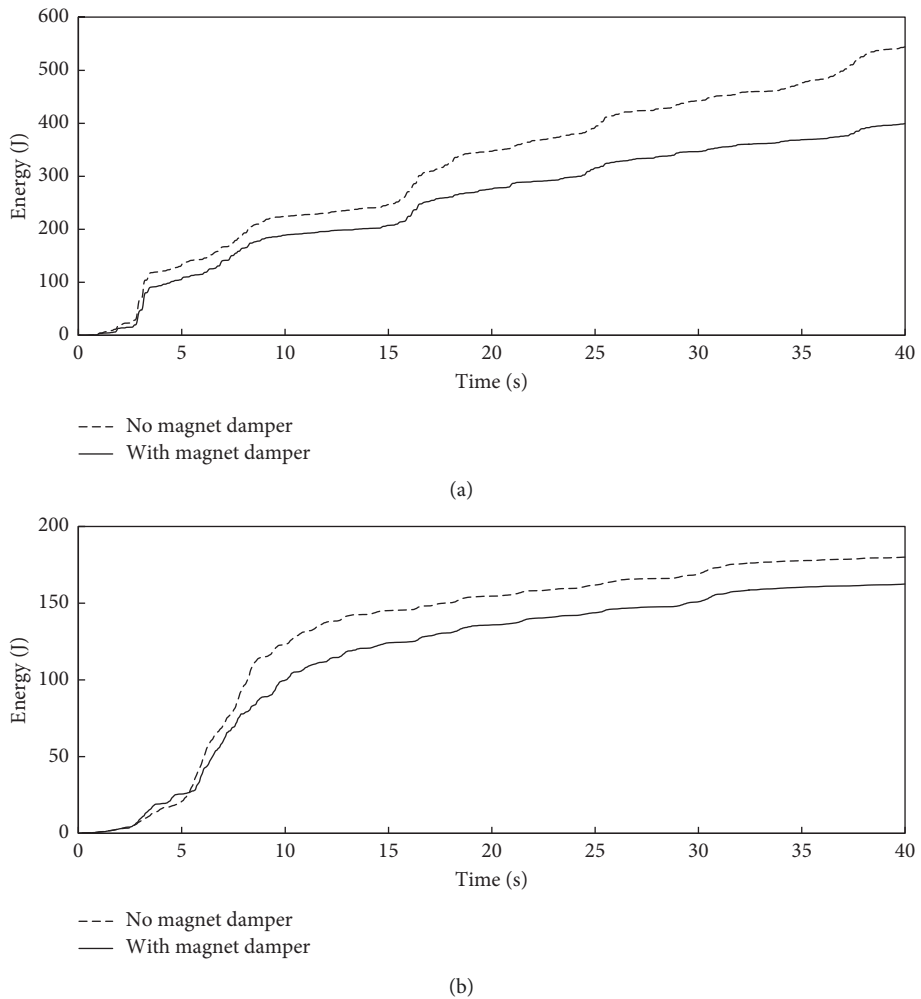 600
500
400
300
200
100
0
Energy (J)
0 5 10 15 20 25 30 35 40
Time (s)
No magnet damper
With magnet damper
(a)
200
150
100
50
0
Energy (J)
0 5 10 15 20 25 30 35 40
Time (s)
No magnet damper
With magnet damper
(b)